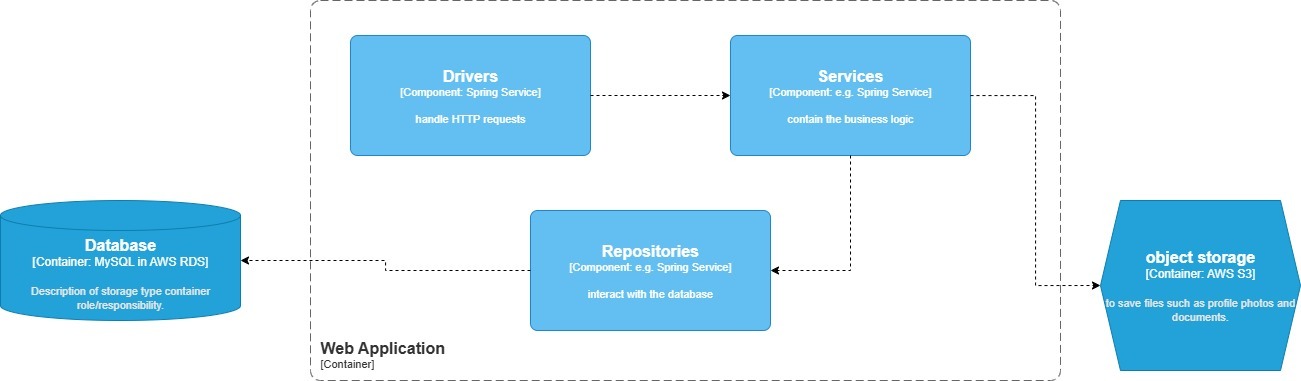 Drivers
[Component: Spring Service]
handle HTTP requests
Services
[Component: e.g. Spring Service]
contain the business logic
Database
[Container: MySQL in AWS RDS]
Description of storage type container
role/responsibility.
Repositories
[Component: e.g. Spring Service]
interact with the database
object storage
[Container: AWS S3]
to save files such as profile photos and
documents.
Web Application
[Container]